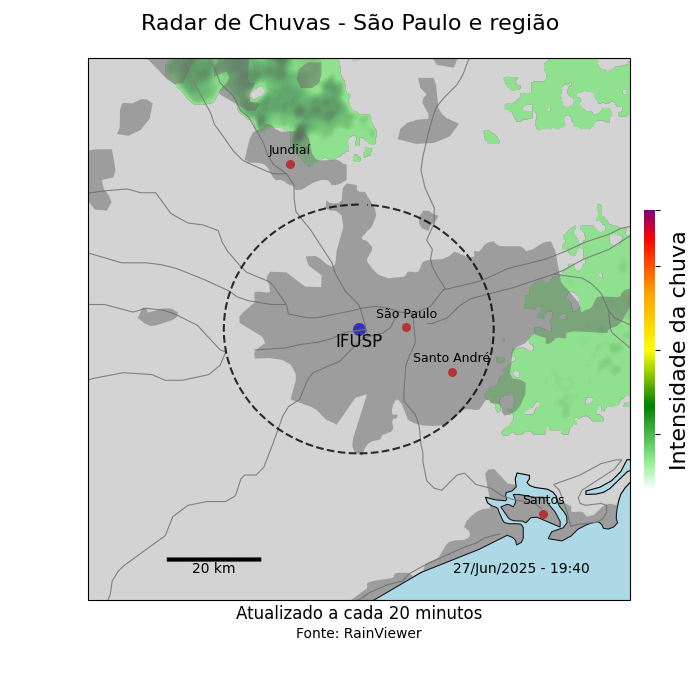 Radar de Chuvas - São Paulo e região
Jundiaí
São Paulo
IFUSP
Santo André
Santos
20 km
27/Jun/2025 - 19:40
Intensidade da chuva
Atualizado a cada 20 minutos
Fonte: RainViewer